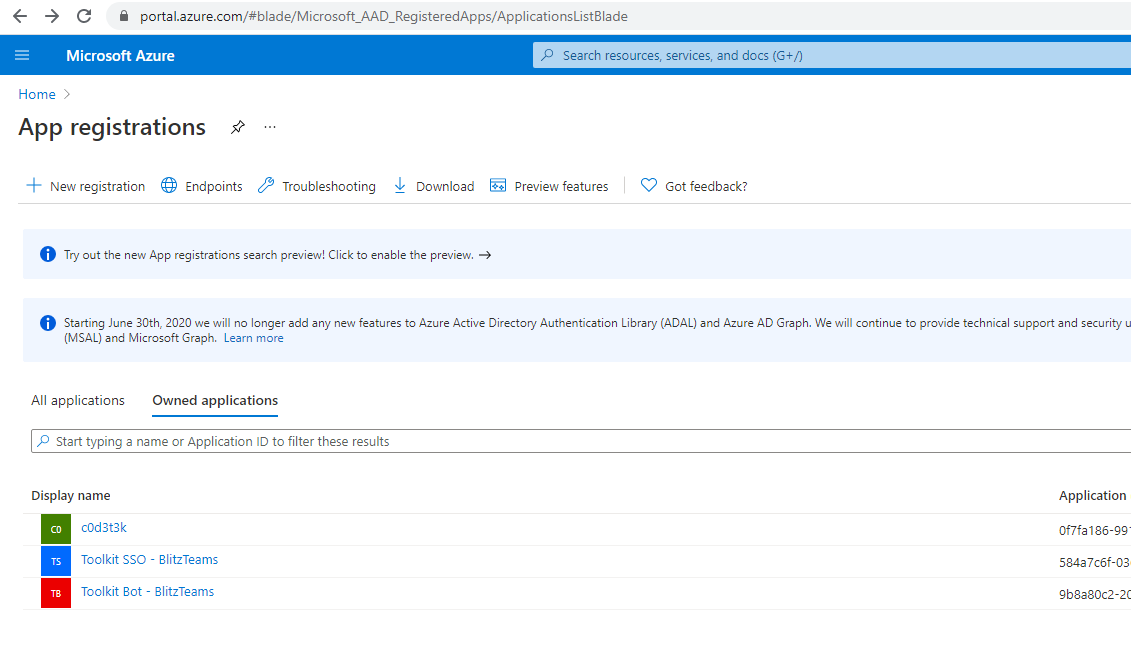 portal.azure.com/#blade/Microsoft_AAD_RegisteredApps/ApplicationsListBlade
Microsoft Azure
Search resources, services, and docs (G+/)
Home
App registrations
New registration
Endpoints
Troubleshooting
Download
Preview features
Got feedback?
Try out the new App registrations search preview! Click to enable the preview.
Starting June 30th, 2020 we will no longer add any new features to Azure Active Directory Authentication Library (ADAL) and Azure AD Graph. We will continue to provide technical support and security u
(MSAL) and Microsoft Graph. Learn more
All applications
Owned applications
Start typing a name or Application ID to filter these results
Display name
Application
C0 c0d3t3k
0f7fa186-991
TS Toolkit SSO - BlitzTeams
584a7c6f-03
TB Toolkit Bot - BlitzTeams
9b8a80c2-20